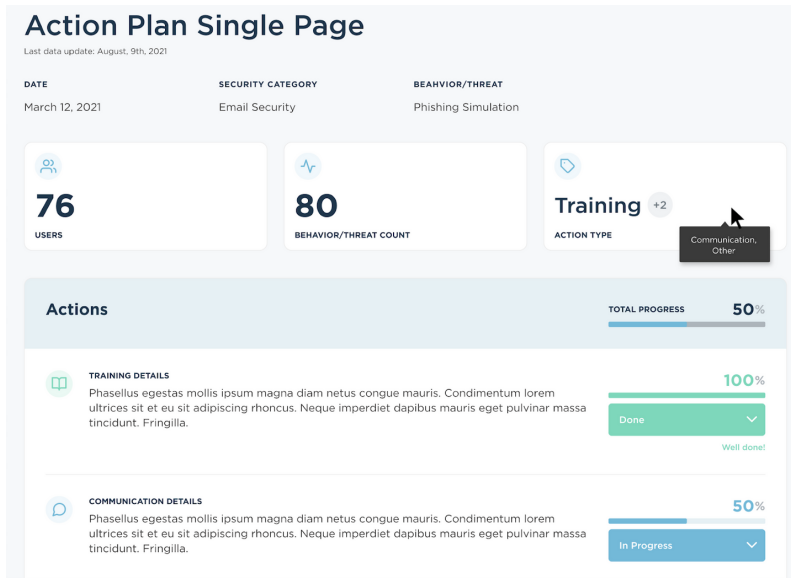 Action Plan Single Page
Last data update: August, 9th, 2021
DATE
March 12, 2021
SECURITY CATEGORY
Email Security
BEAHVIOR/THREAT
Phishing Simulation
76
USERS
80
BEHAVIOR/THREAT COUNT
Training +2
ACTION TYPE
Communication,
Other
Actions
TOTAL PROGRESS 50%
TRAINING DETAILS
Phasellus egestas mollis ipsum magna diam netus congue mauris. Condimentum lorem
ultrices sit et eu sit adipiscing rhoncus. Neque imperdiet dapibus mauris eget pulvinar massa
tincidunt. Fringilla.
100%
Done
Well done!
COMMUNICATION DETAILS
Phasellus egestas mollis ipsum magna diam netus congue mauris. Condimentum lorem
ultrices sit et eu sit adipiscing rhoncus. Neque imperdiet dapibus mauris eget pulvinar massa
tincidunt. Fringilla.
50%
In Progress